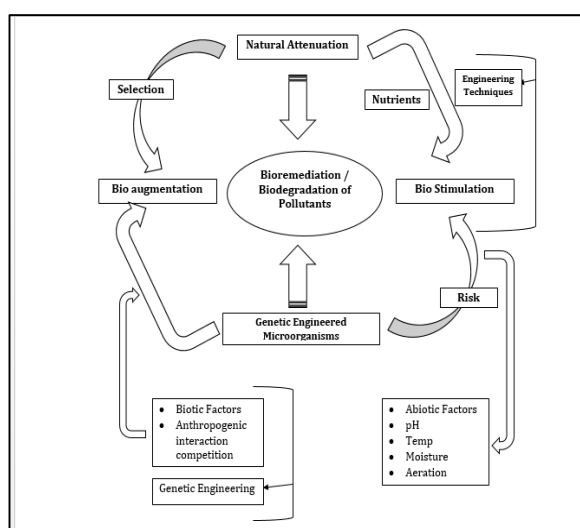 Natural Attenuation
Engineering
Techniques
Selection
Nutrients
Bioremediation /
Biodegradation of
Pollutants
Bio augmentation
Bio Stimulation
Risk
Genetic Engineered
Microorganisms
• Biotic Factors
• Anthropogenic
interaction
competition
Genetic Engineering
• Abiotic Factors
• pH
• Temp
• Moisture
• Aeration